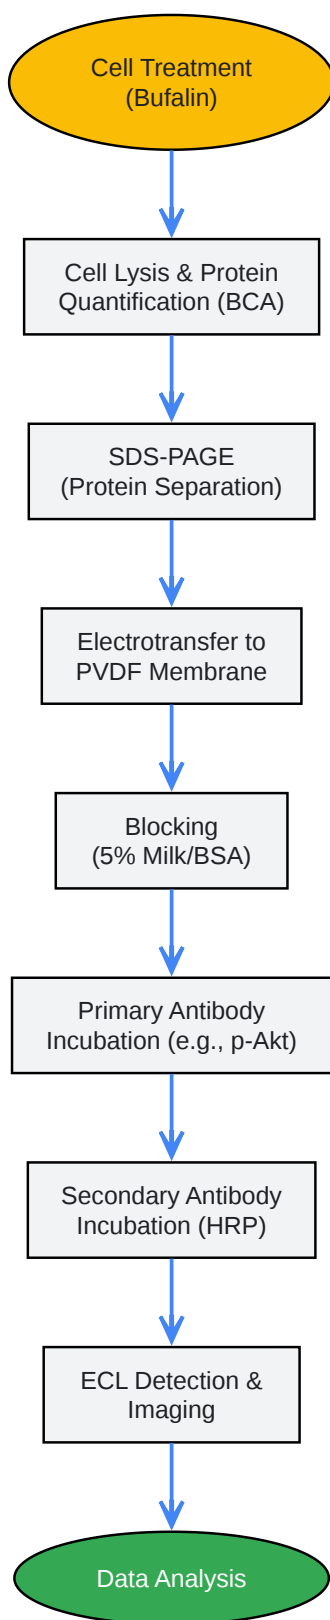 Cell Treatment
(Bufalin)
Cell Lysis & Protein
Quantification (BCA)
SDS-PAGE
(Protein Separation)
Electrotransfer to
PVDF Membrane
Blocking
(5% Milk/BSA)
Primary Antibody
Incubation (e.g., p-Akt)
Secondary Antibody
Incubation (HRP)
ECL Detection &
Imaging
Data Analysis